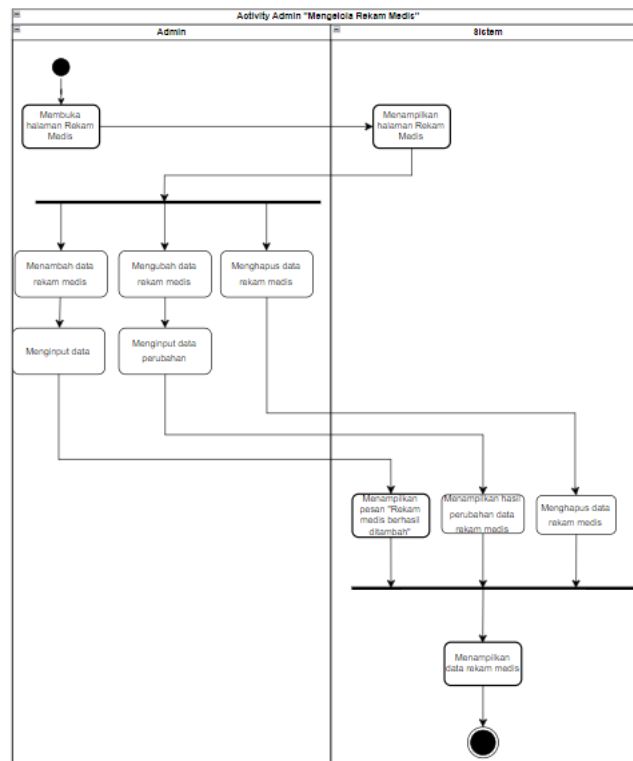 Activity Admin "Mengelola Rekam Medis"
Admin
Sistem
Membuka
halaman Rekam
Medis
Menampilkan
halaman Rekam
Medis
Menambah data
rekam medis
Mengubah data
rekam medis
Menghapus data
rekam medis
Menginput data
Menginput data
perubahan
Menampilkan
pesan "Rekam
medis berhasil
ditambah"
Menampilkan hasil
perubahan data
rekam medis
Menghapus data
rekam medis
Menampilkan
data rekam medis